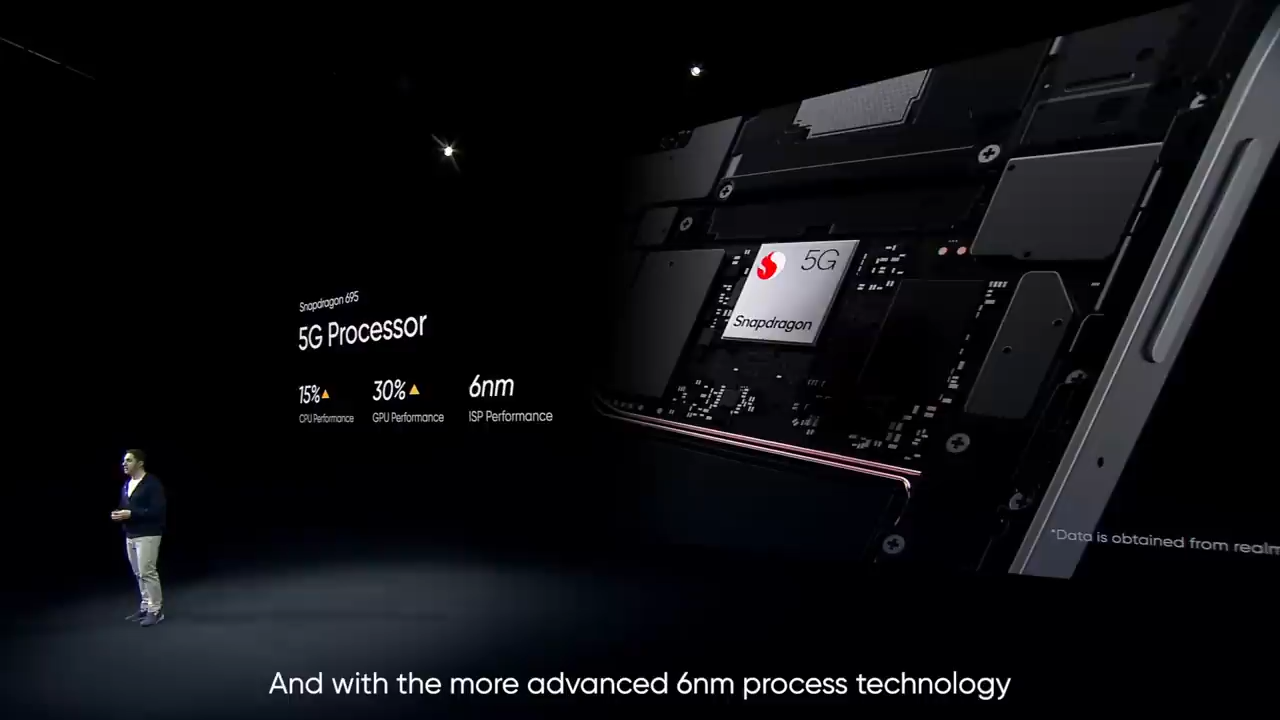 Snapdragon 695
5G Processor
15%
30%
6nm
CPU Performance
GPU Performance
ISP Performance
5G
Snapdragon
*Data is obtained from realm
And with the more advanced 6nm process technology